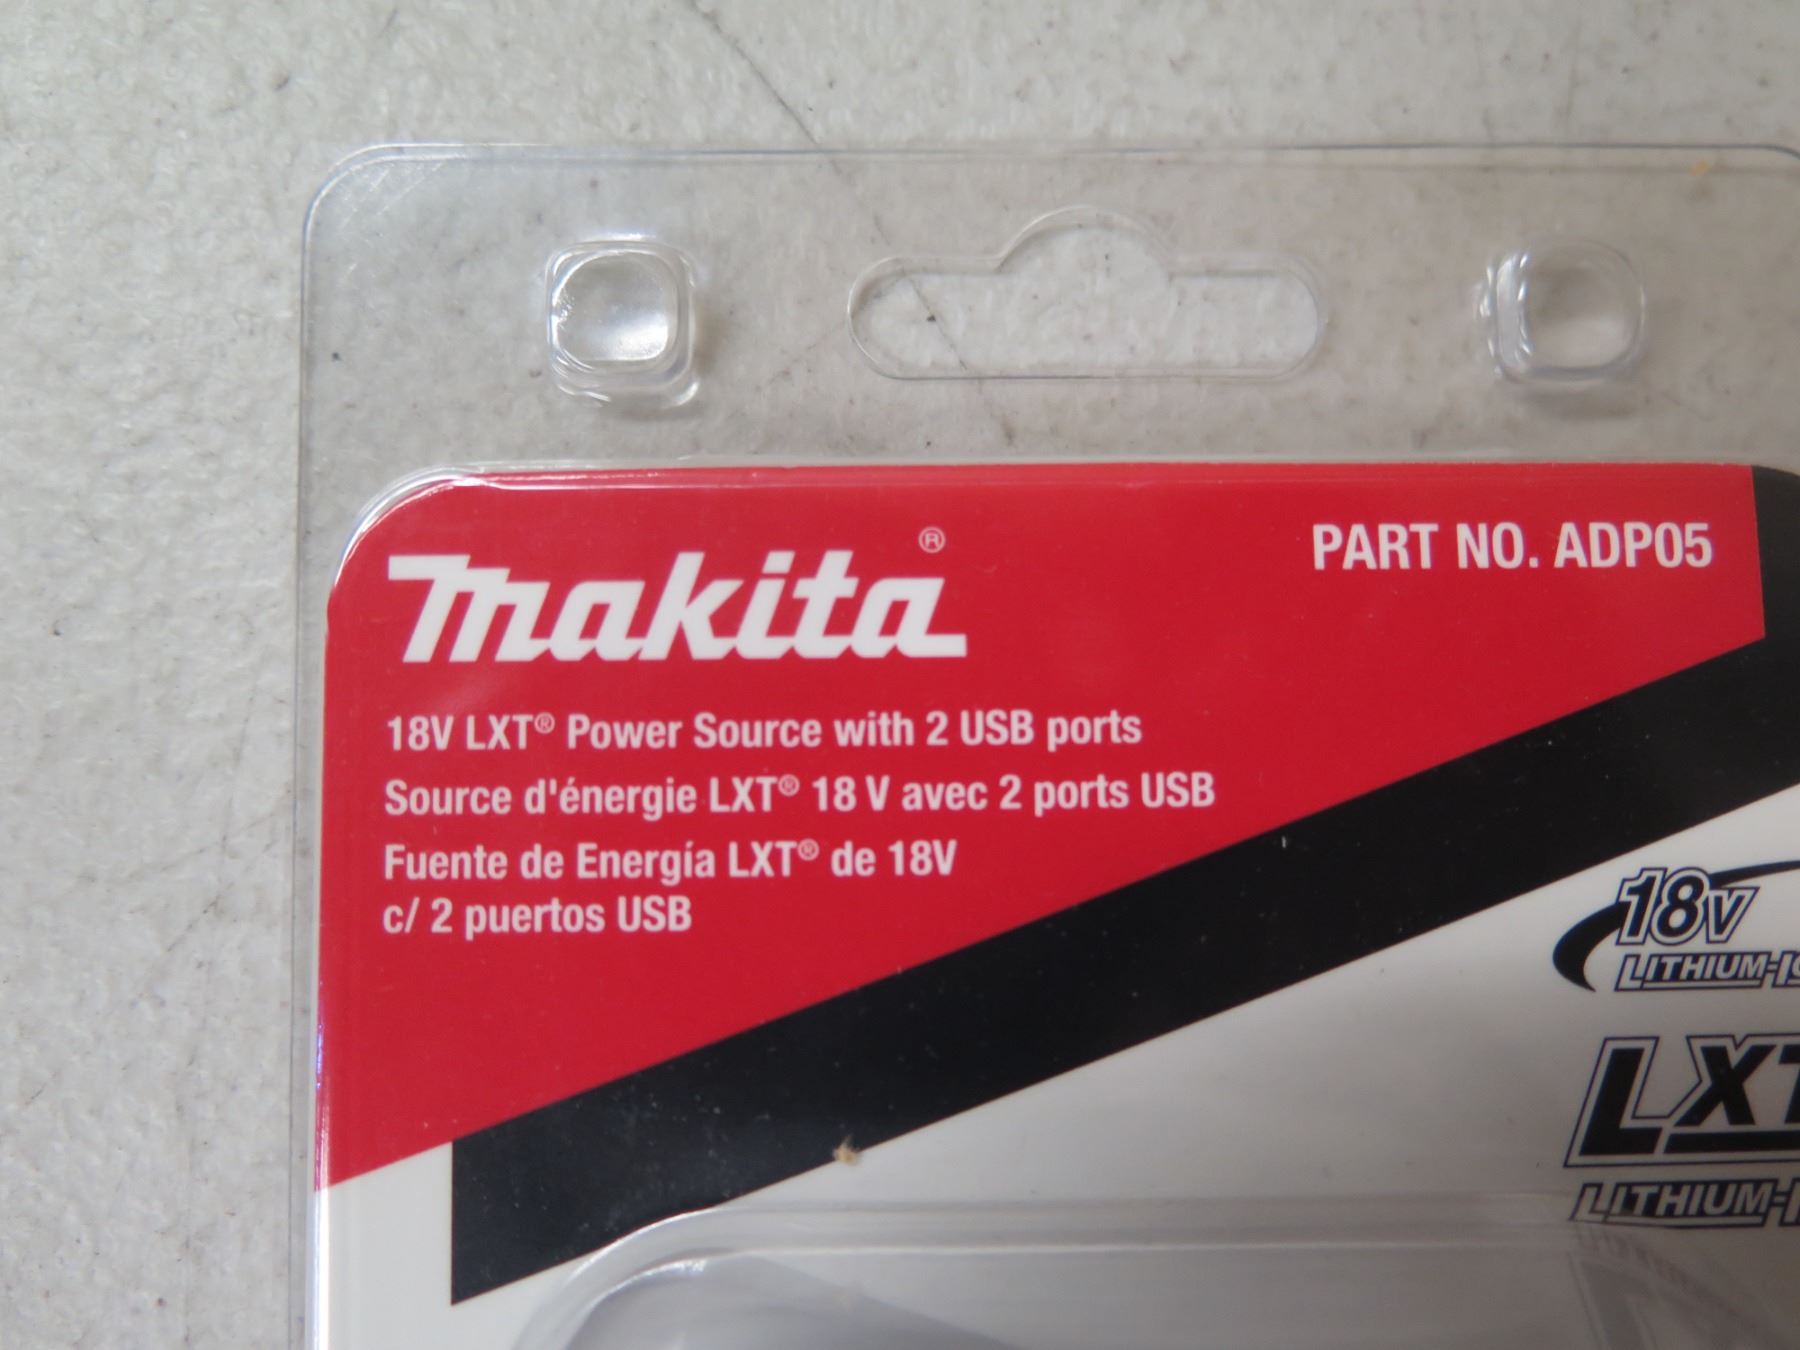 makita®
PART NO. ADP05
18V LXT® Power Source with 2 USB ports
Source d'énergie LXT® 18 V avec 2 ports USB
Fuente de Energía LXT® de 18V
c/ 2 puertos USB
18V
LXT